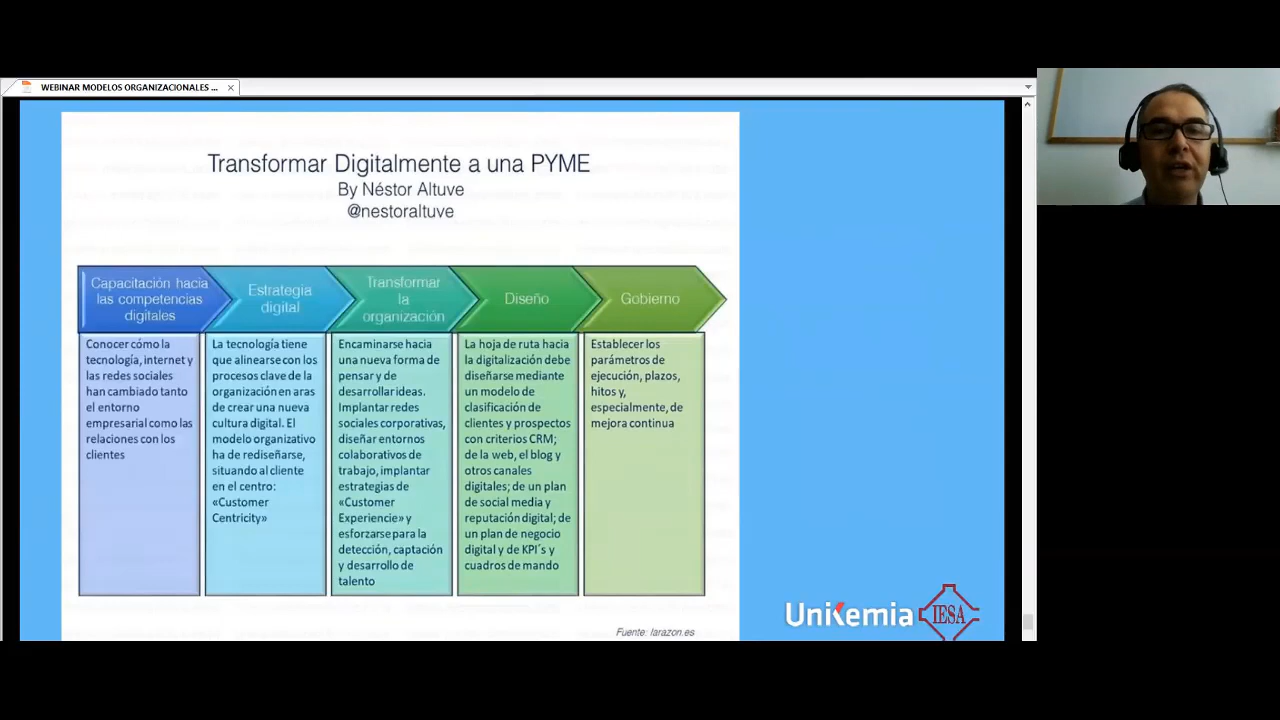 WEBINAR MODELOS ORGANIZACIONALES ...
Transformar Digitalmente a una PYME
By Néstor Altuve
@nestoraltuve
Capacitación hacia
las competencias
digitales
Estrategia
digital
Transformar
la
organización
Diseño
Gobierno
Conocer cómo la
tecnología, internet y
las redes sociales
han cambiado tanto
el entorno
empresarial como las
relaciones con los
clientes
La tecnología tiene
que alinearse con los
procesos clave de la
organización en aras
de crear una nueva
cultura digital. El
modelo organizativo
ha de rediseñarse,
situando al cliente
en el centro:
«Customer
Centricity»
Encaminarse hacia
una nueva forma de
pensar y de
desarrollar ideas.
Implantar redes
sociales corporativas,
diseñar entornos
colaborativos de
trabajo, implantar
estrategias de
«Customer
Experiencie» y
esforzarse para la
detección, captación
y desarrollo de
talento
La hoja de ruta hacia
la digitalización debe
diseñarse mediante
un modelo de
clasificación de
clientes y prospectos
con criterios CRM;
de la web, el blog y
otros canales
digitales; de un plan
de social media y
reputación digital; de
un plan de negocio
digital y de KPI´s y
cuadros de mando
Establecer los
parámetros de
ejecución, plazos,
hitos y,
especialmente, de
mejora continua
Fuente: larazon.es
UniKemia
IESA